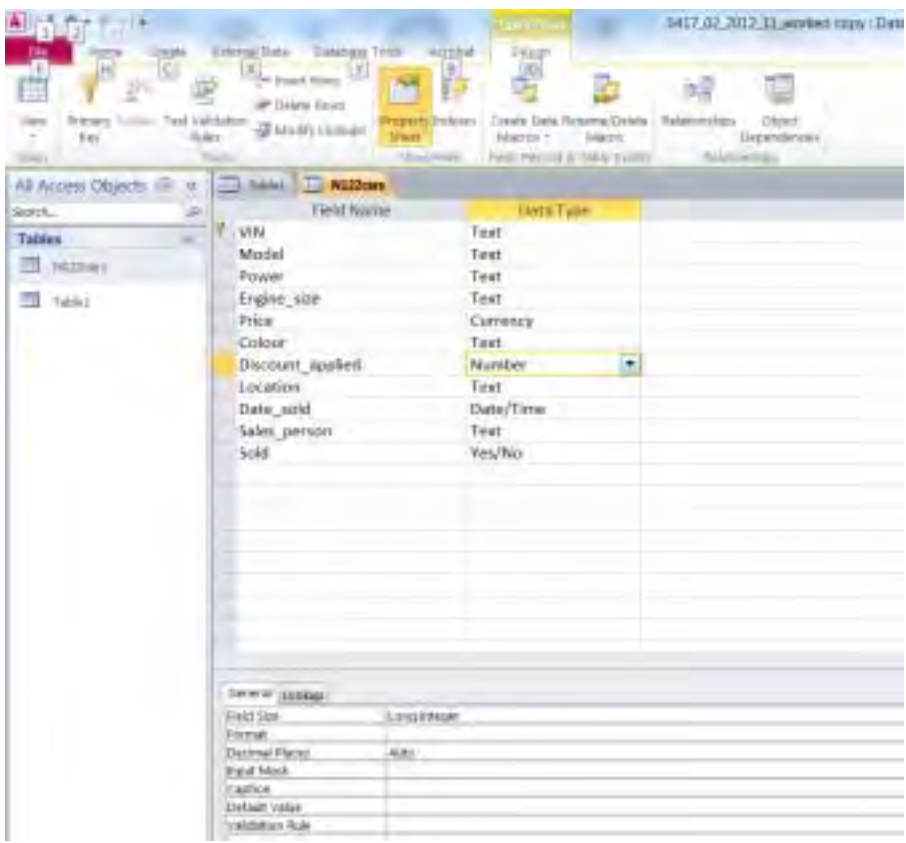 0417_02_2012_11_worked copy : Data
File Home Create External Data Database Tools Acrobat Design
View Primary Key Test Validation Rules
Insert Rows
Delete Rows
Modify Lookups
Property Sheet Indexes Create Data Macros Rename/Delete Macro Relationships Object Dependencies
All Access Objects
Search...
Tables
N122cars
Table1
Table1 N122cars
Field Name Data Type
VIN Text
Model Text
Power Text
Engine_size Text
Price Currency
Colour Text
Discount_applied Number
Location Text
Date_sold Date/Time
Sales_person Text
Sold Yes/No
General Lookup
Field Size Long Integer
Format
Decimal Places Auto
Input Mask
Caption
Default Value
Validation Rule